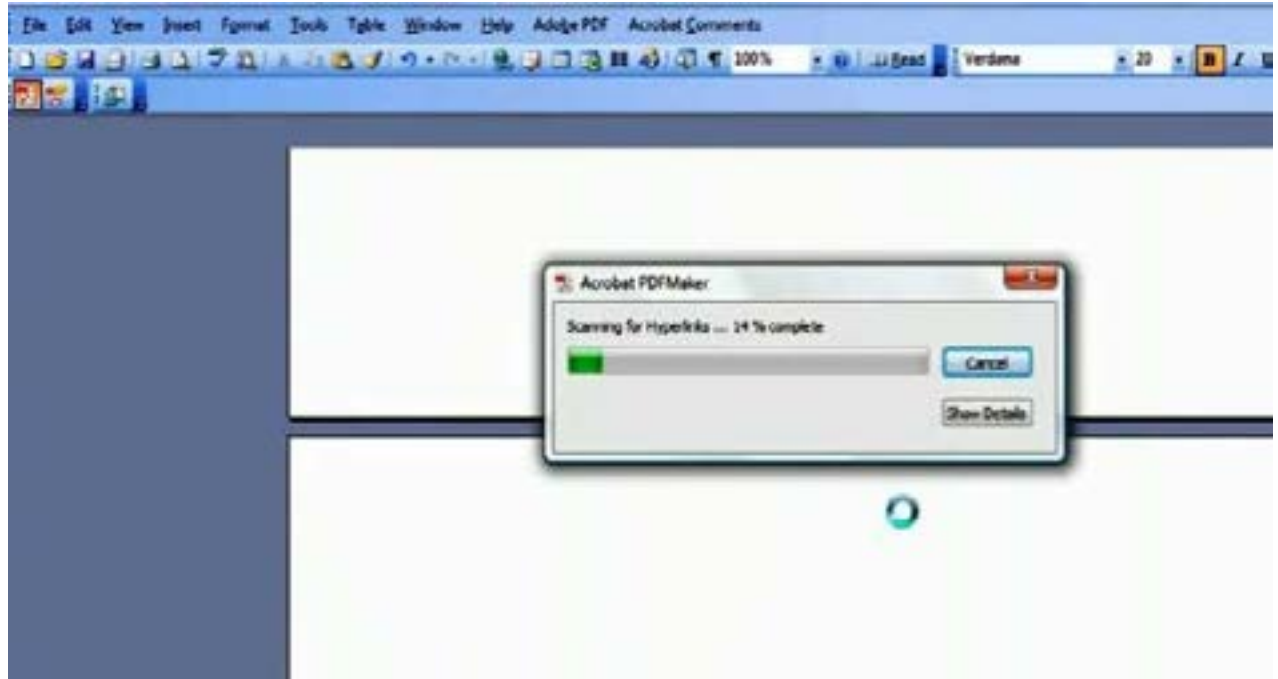 File Edit View Insert Format Tools Table Window Help Adobe PDF Acrobat Comments
100% Read Verdana 20 B I U
Acrobat PDFMaker
Scanning for Hyperlinks .... 14 % complete
Cancel
Show Details